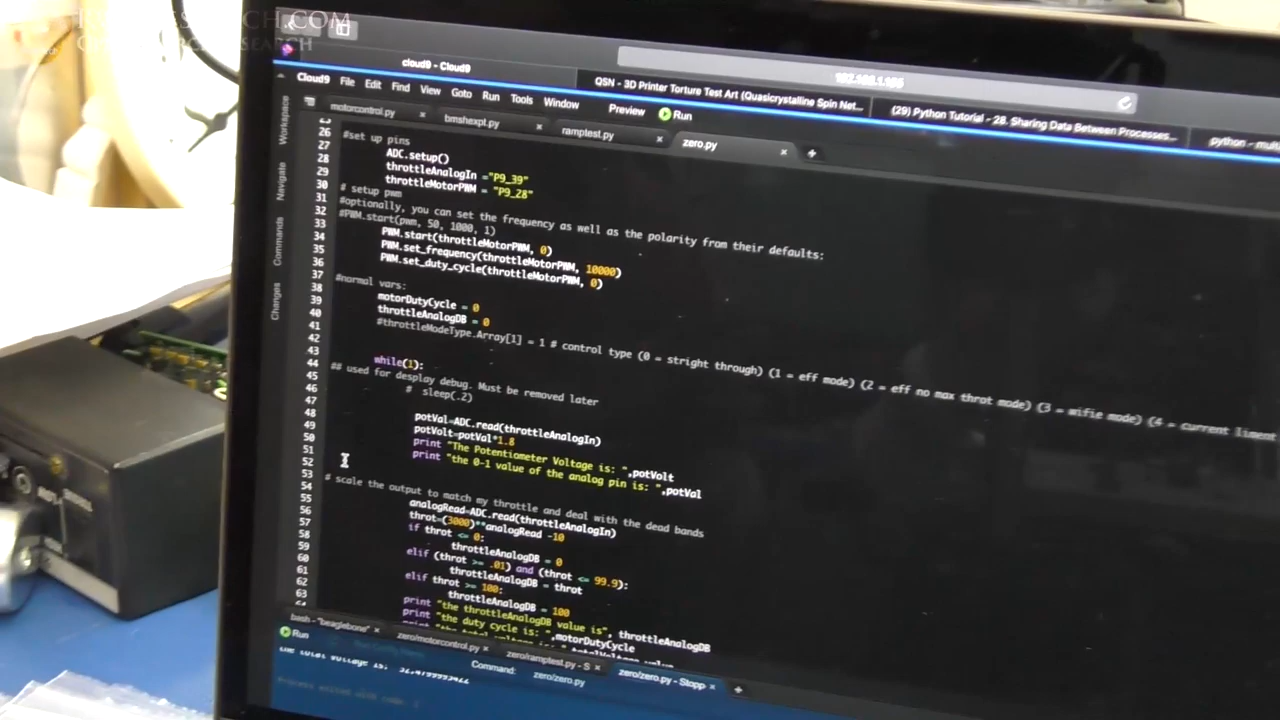 cloud9 - Cloud9
QSN - 3D Printer Torture Test Art (Quasicrystalline Spin Net...
(29) Python Tutorial - 28. Sharing Data Between Processes...
Cloud9 File Edit Find View Goto Run Tools Window Preview Run
motorcontrol.py
bmshexpt.py
ramptest.py
zero.py
Workspace
Navigate
Commands
Changes
26 #set up pins
27 ADC.setup()
28 throttleAnalogIn ="P9_39"
29 throttleMotorPWM = "P9_28"
30 # setup pwm
31 #optionally, you can set the frequency as well as the polarity from their defaults:
32 #PWM.start(pwm, 50, 1000, 1)
33 PWM.start(throttleMotorPWM, 0)
34 PWM.set_frequency(throttleMotorPWM, 10000)
35 PWM.set_duty_cycle(throttleMotorPWM, 0)
36
37 #normal vars:
38 motorDutyCycle = 0
39 throttleAnalogDB = 0
40 #throttleModeType.Array[1] = 1 # control type (0 = stright through) (1 = eff mode) (2 = eff no max throt mode) (3 = wifie mode) (4 = current liment
41
42
43 while(1):
44 ## used for desplay debug. Must be removed later
45 # sleep(.2)
46
47 potVal=ADC.read(throttleAnalogIn)
48 potVolt=potVal*1.8
49 print "The Potentiometer Voltage is: ",potVolt
50 print "the 0-1 value of the analog pin is: ",potVal
51
52 # scale the output to match my throttle and deal with the dead bands
53 analogRead=ADC.read(throttleAnalogIn)
54 throt=(3000)**analogRead -10
55 if throt <= 0:
56 throttleAnalogDB = 0
57 elif (throt >= .01) and (throt <= 99.9):
58 throttleAnalogDB = throt
59 elif throt >= 100:
60 throttleAnalogDB = 100
61 print "the throttleAnalogDB value is", throttleAnalogDB
62 print "the duty cycle is: ",motorDutyCycle
63
bash - "beaglebone"
zero/motorcontrol.py
zero/ramptest.py - S
zero/zero.py - Stopp
Run
Command:
zero/zero.py